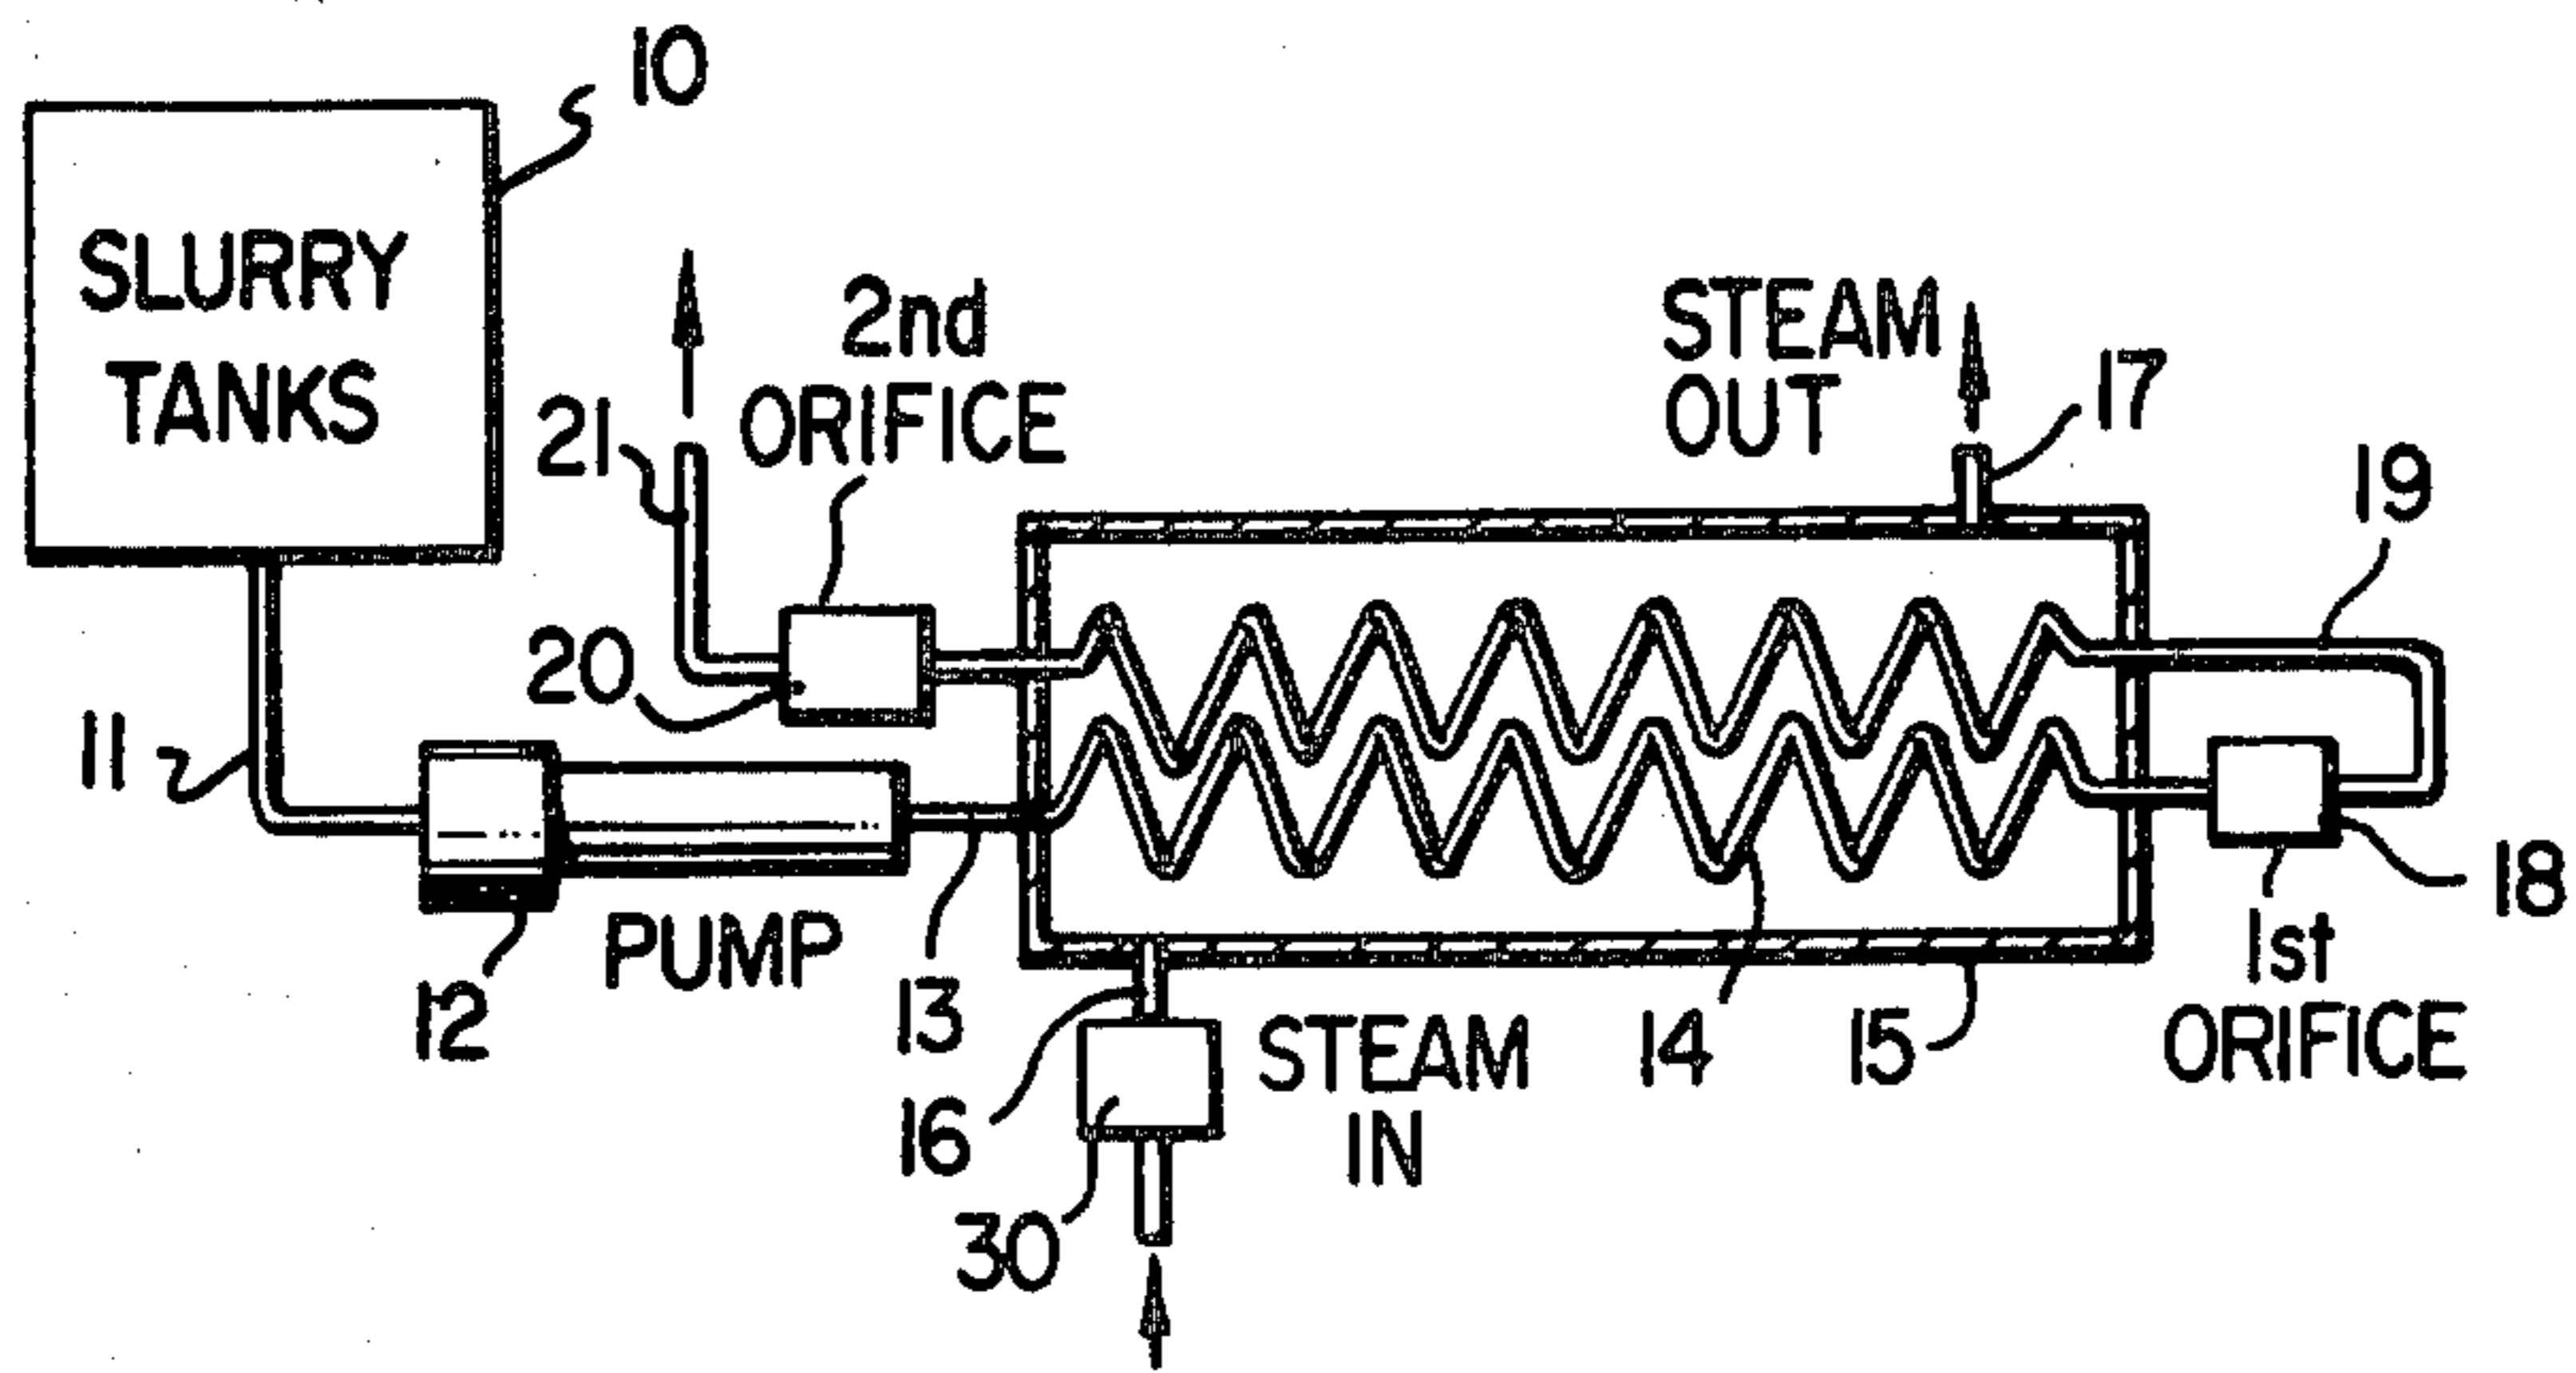 10
SLURRY
TANKS
2nd
ORIFICE
21
STEAM
OUT
17
19
20
11
18
PUMP
1st
ORIFICE
12
13
14
15
STEAM
IN
16
30